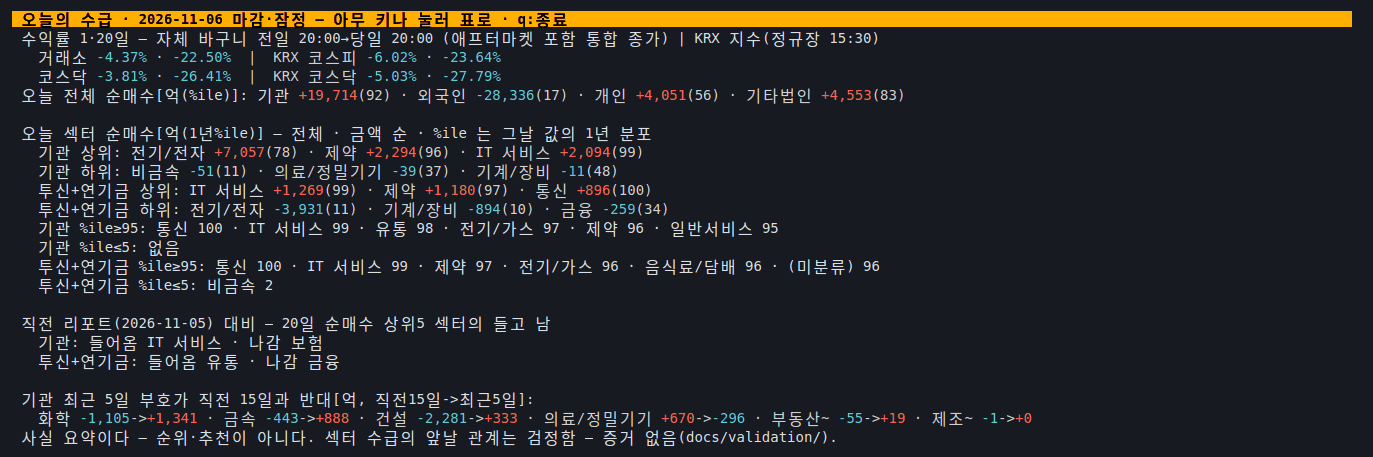 오늘의 수급 · 2026-11-06 마감·잠정 — 아무 키나 눌러 표로 · q:종료
수익률 1·20일 — 자체 바구니 전일 20:00→당일 20:00 (애프터마켓 포함 통합 종가) | KRX 지수(정규장 15:30)
거래소 -4.37% · -22.50% | KRX 코스피 -6.02% · -23.64%
코스닥 -3.81% · -26.41% | KRX 코스닥 -5.03% · -27.79%
오늘 전체 순매수[억(%ile)]: 기관 +19,714(92) · 외국인 -28,336(17) · 개인 +4,051(56) · 기타법인 +4,553(83)
오늘 섹터 순매수[억(1년%ile)] — 전체 · 금액 순 · %ile 는 그날 값의 1년 분포
기관 상위: 전기/전자 +7,057(78) · 제약 +2,294(96) · IT 서비스 +2,094(99)
기관 하위: 비금속 -51(11) · 의료/정밀기기 -39(37) · 기계/장비 -11(48)
투신+연기금 상위: IT 서비스 +1,269(99) · 제약 +1,180(97) · 통신 +896(100)
투신+연기금 하위: 전기/전자 -3,931(11) · 기계/장비 -894(10) · 금융 -259(34)
기관 %ile≥95: 통신 100 · IT 서비스 99 · 유통 98 · 전기/가스 97 · 제약 96 · 일반서비스 95
기관 %ile≤5: 없음
투신+연기금 %ile≥95: 통신 100 · IT 서비스 99 · 제약 97 · 전기/가스 96 · 음식료/담배 96 · (미분류) 96
투신+연기금 %ile≤5: 비금속 2
직전 리포트(2026-11-05) 대비 — 20일 순매수 상위5 섹터의 들고 남
기관: 들어옴 IT 서비스 · 나감 보험
투신+연기금: 들어옴 유통 · 나감 금융
기관 최근 5일 부호가 직전 15일과 반대[억, 직전15일->최근5일]:
화학 -1,105->+1,341 · 금속 -443->+888 · 건설 -2,281->+333 · 의료/정밀기기 +670->-296 · 부동산~ -55->+19 · 제조~ -1->+0
사실 요약이다 — 순위·추천이 아니다. 섹터 수급의 앞날 관계는 검정함 — 증거 없음(docs/validation/).